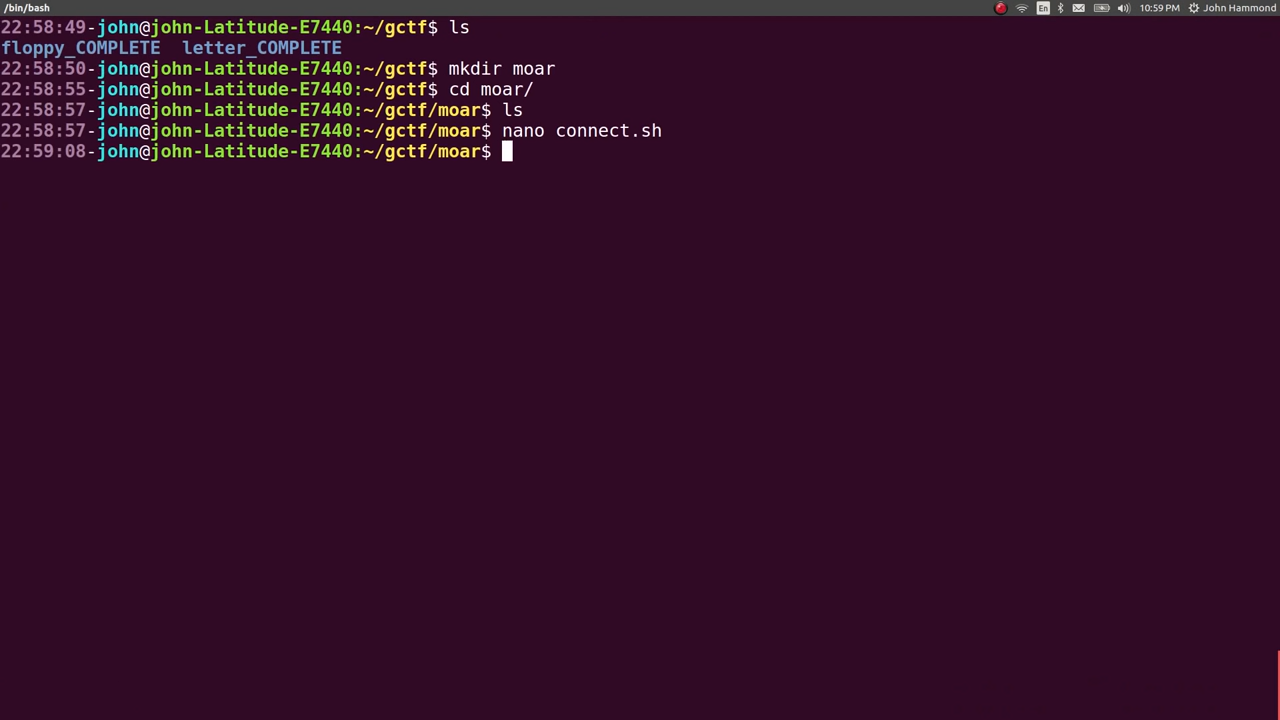 /bin/bash En 10:59 PM John Hammond
22:58:49-john@john-Latitude-E7440:~/gctf$ ls
floppy_COMPLETE  letter_COMPLETE
22:58:50-john@john-Latitude-E7440:~/gctf$ mkdir moar
22:58:55-john@john-Latitude-E7440:~/gctf$ cd moar/
22:58:57-john@john-Latitude-E7440:~/gctf/moar$ ls
22:58:57-john@john-Latitude-E7440:~/gctf/moar$ nano connect.sh
22:59:08-john@john-Latitude-E7440:~/gctf/moar$